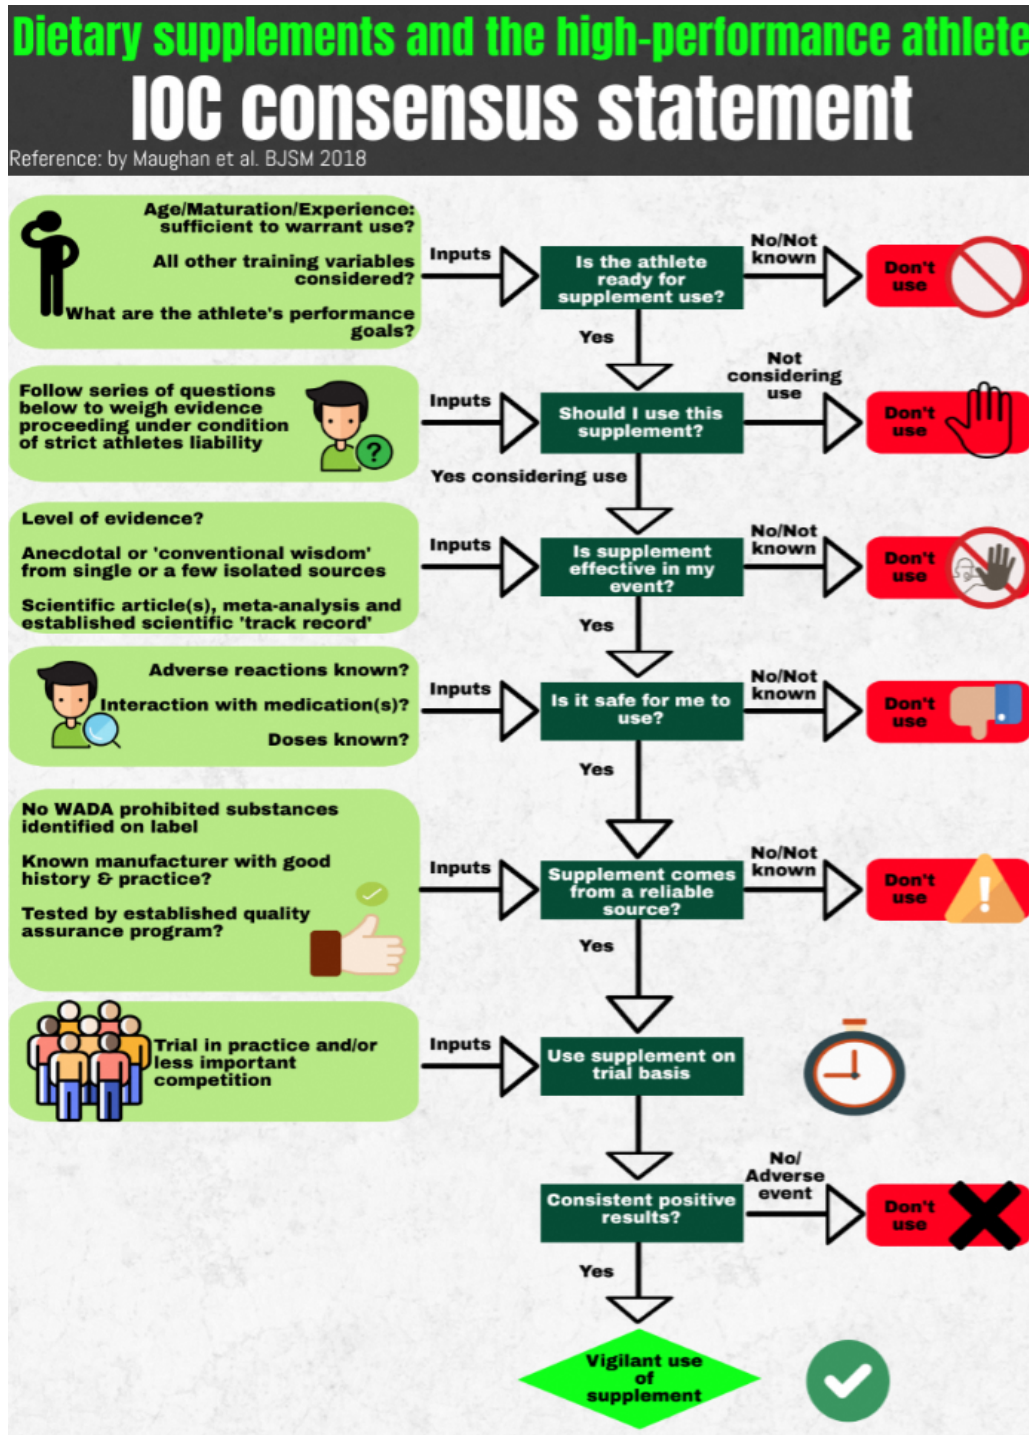 Dietary supplements and the high-performance athlete
IOC consensus statement
Reference: by Maughan et al. BJSM 2018
Age/Maturation/Experience:
sufficient to warrant use?
All other training variables
considered?
What are the athlete's performance
goals?
Inputs
Is the athlete
ready for
supplement use?
No/Not
known
Don't
use
Yes
Follow series of questions
below to weigh evidence
proceeding under condition
of strict athletes liability
?
Inputs
Should I use this
supplement?
Not
considering
use
Don't
use
Yes considering use
Level of evidence?
Anecdotal or 'conventional wisdom'
from single or a few isolated sources
Scientific article(s), meta-analysis and
established scientific 'track record'
Inputs
Is supplement
effective in my
event?
No/Not
known
Don't
use
Yes
Adverse reactions known?
Interaction with medication(s)?
Doses known?
Inputs
Is it safe for me to
use?
No/Not
known
Don't
use
Yes
No WADA prohibited substances
identified on label
Known manufacturer with good
history & practice?
Tested by established quality
assurance program?
Inputs
Supplement comes
from a reliable
source?
No/Not
known
Don't
use
!
Yes
Trial in practice and/or
less important
competition
Inputs
Use supplement on
trial basis
Consistent positive
results?
No/
Adverse
event
Don't
use
Yes
Vigilant use
of
supplement